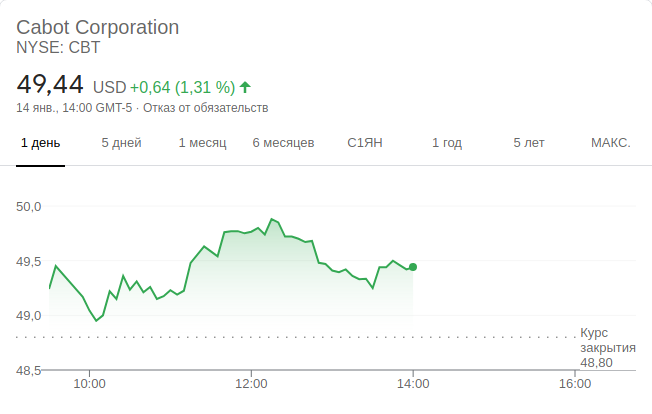 Cabot Corporation
NYSE: CBT
49,44 USD +0,64 (1,31 %)
14 янв., 14:00 GMT-5 · Отказ от обязательств
1 день 5 дней 1 месяц 6 месяцев С1ЯН 1 год 5 лет МАКС.
50,0
49,5
49,0
Курс
закрытия
48,80
48,5
10:00 12:00 14:00 16:00